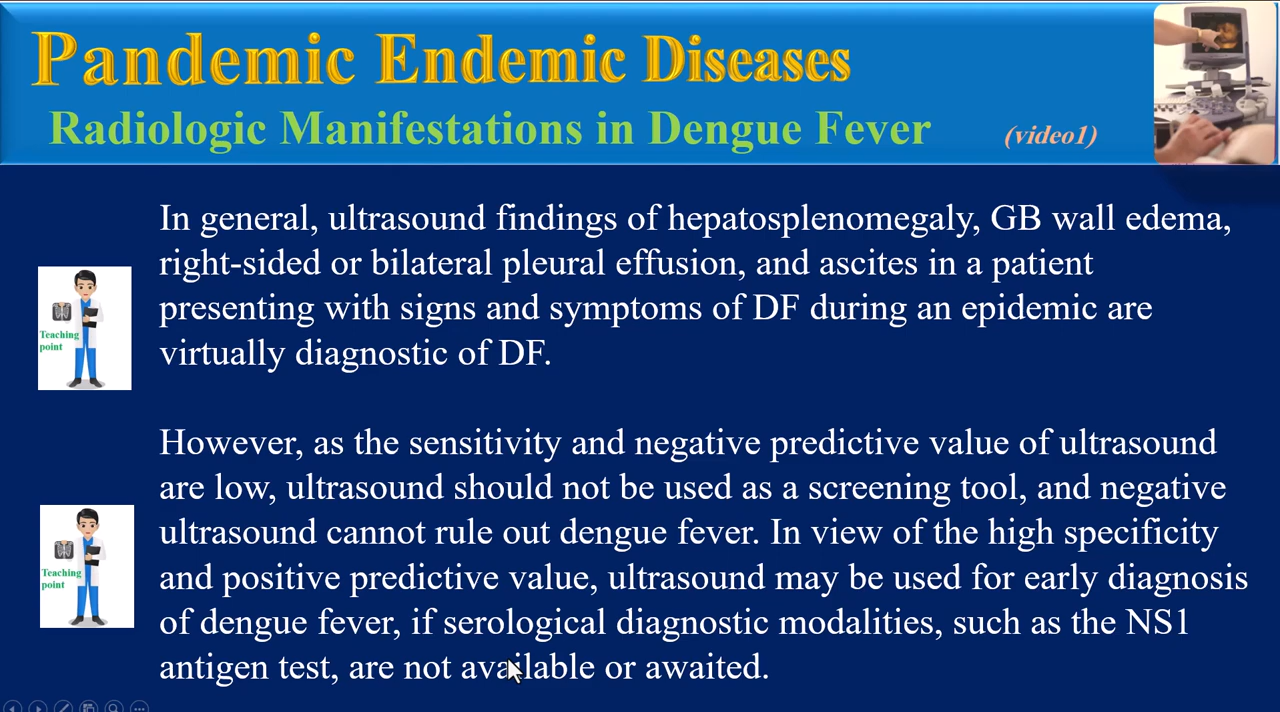 Pandemic Endemic Diseases
Radiologic Manifestations in Dengue Fever (video1)
In general, ultrasound findings of hepatosplenomegaly, GB wall edema,
right-sided or bilateral pleural effusion, and ascites in a patient
presenting with signs and symptoms of DF during an epidemic are
virtually diagnostic of DF.
Teaching
point
However, as the sensitivity and negative predictive value of ultrasound
are low, ultrasound should not be used as a screening tool, and negative
ultrasound cannot rule out dengue fever. In view of the high specificity
and positive predictive value, ultrasound may be used for early diagnosis
of dengue fever, if serological diagnostic modalities, such as the NS1
antigen test, are not available or awaited.
Teaching
point